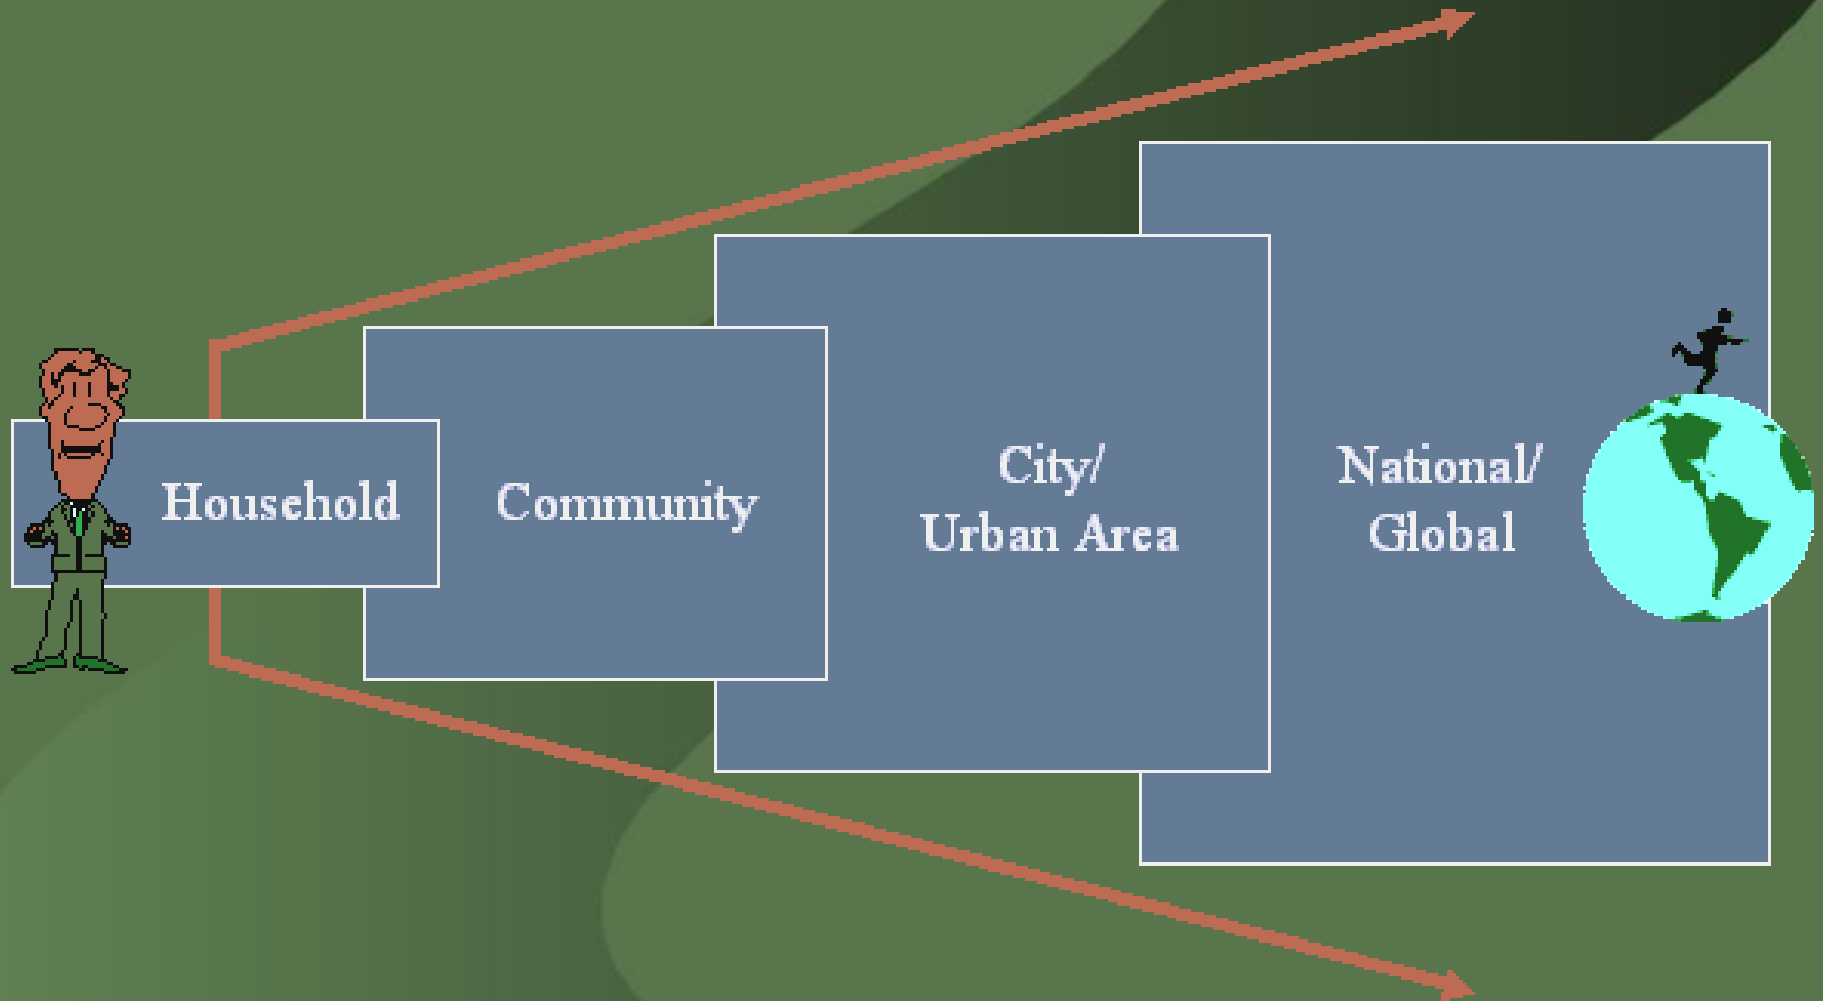 Household
Community
City/
Urban Area
National/
Global